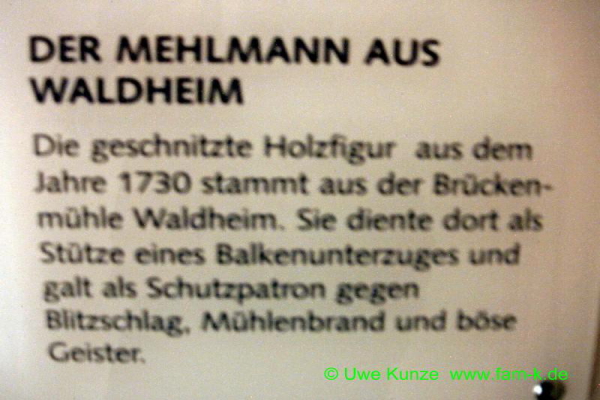 DER MEHLMANN AUS
WALDHEIM
Die geschnitzte Holzfigur aus dem
Jahre 1730 stammt aus der Brücken-
mühle Waldheim. Sie diente dort als
Stütze eines Balkenunterzuges und
galt als Schutzpatron gegen
Blitzschlag, Mühlenbrand und böse
Geister.
© Uwe Kunze www.fam-k.de